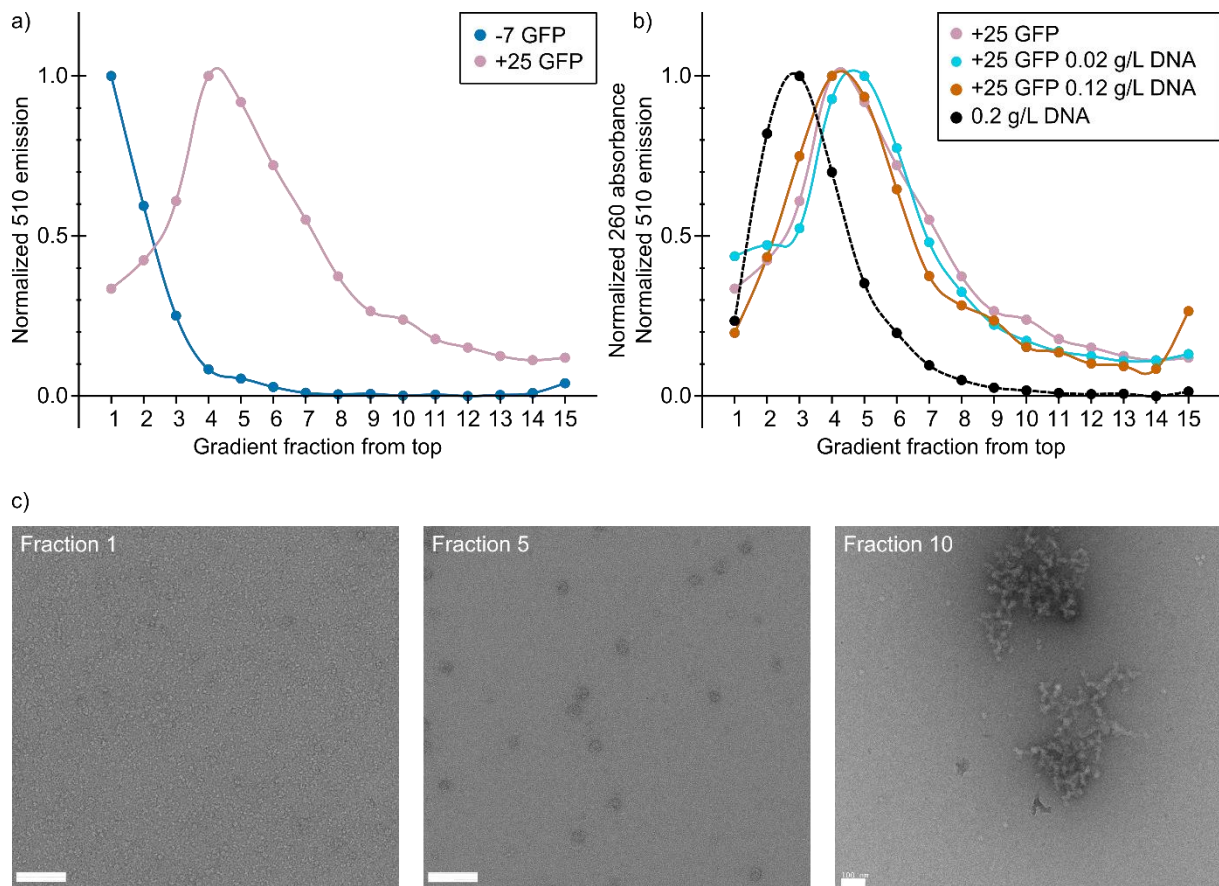 a)
-7 GFP
+25 GFP
Normalized 510 emission
1.0
0.5
0.0
1 2 3 4 5 6 7 8 9 10 11 12 13 14 15
Gradient fraction from top
b)
+25 GFP
+25 GFP 0.02 g/L DNA
+25 GFP 0.12 g/L DNA
0.2 g/L DNA
Normalized 260 absorbance
Normalized 510 emission
1.0
0.5
0.0
1 2 3 4 5 6 7 8 9 10 11 12 13 14 15
Gradient fraction from top
c)
Fraction 1
Fraction 5
Fraction 10
100 nm